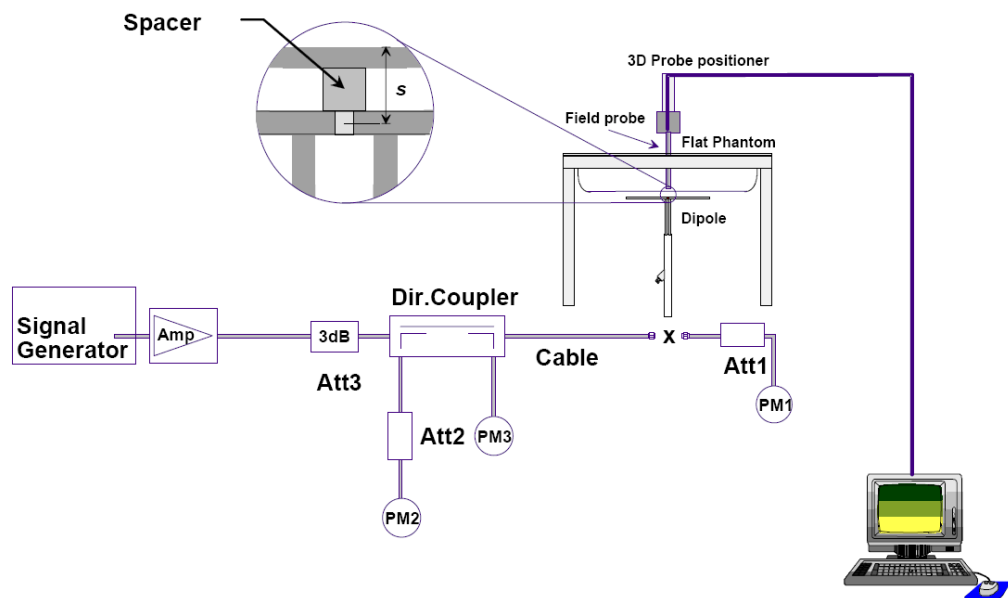 Spacer
s
3D Probe positioner
Field probe
Flat Phantom
Dipole
Dir.Coupler
Signal
Generator
Amp
3dB
Att3
Cable
x
Att1
PM1
Att2
PM3
PM2